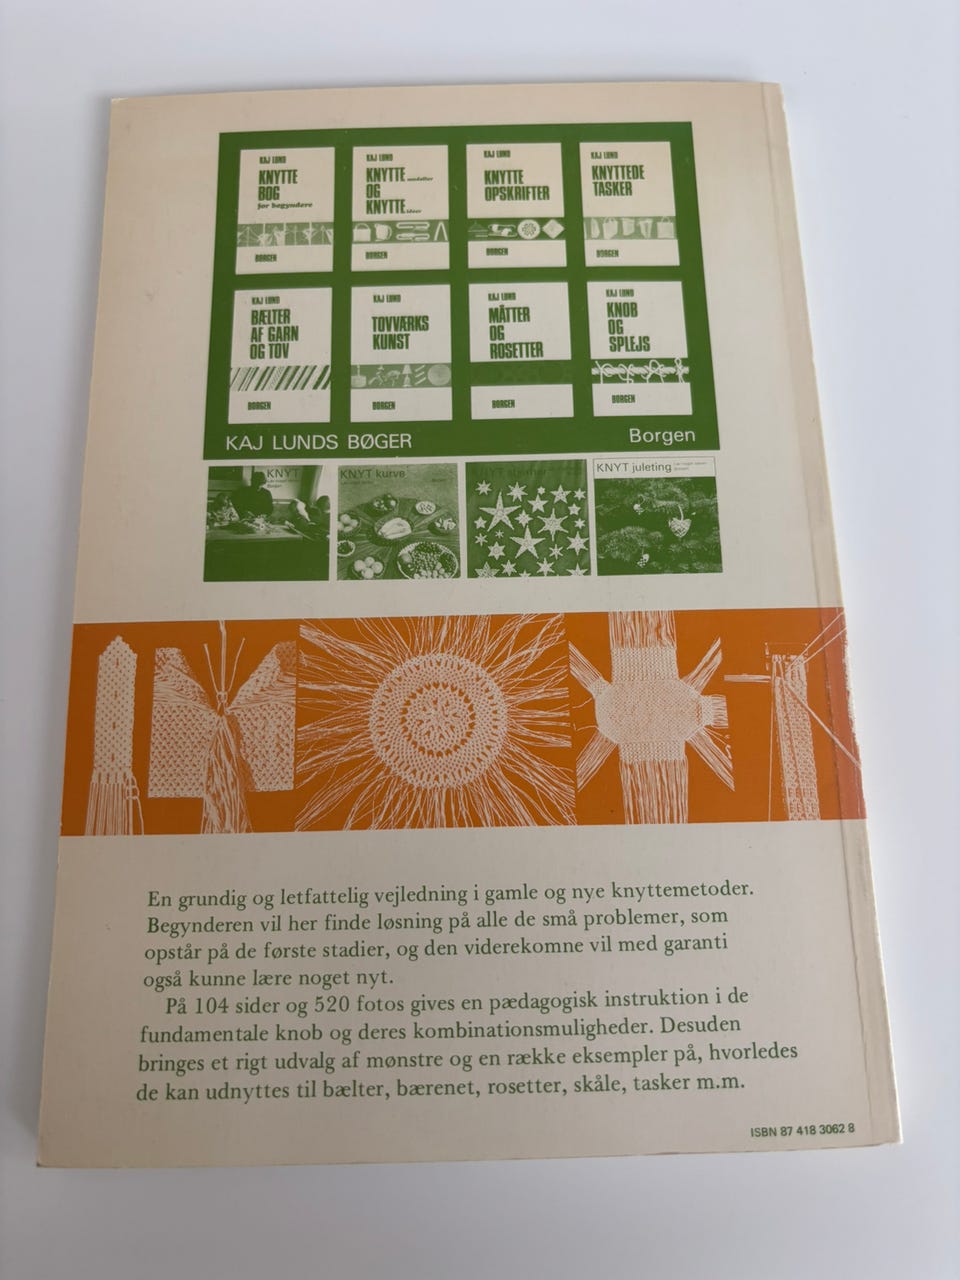 KAJ LUND
KNYTTE
BOG
for begyndere
BORGEN
KAJ LUND
KNYTTE modeller
OG
KNYTTE ideer
BORGEN
KAJ LUND
KNYTTE
OPSKRIFTER
BORGEN
KAJ LUND
KNYTTEDE
TASKER
BORGEN
KAJ LUND
BÆLTER
AF GARN
OG TOV
BORGEN
KAJ LUND
TOVVÆRKS
KUNST
BORGEN
KAJ LUND
MÅTTER
OG
ROSETTER
BORGEN
KAJ LUND
KNOB
OG
SPLEJS
BORGEN
KAJ LUNDS BØGER
Borgen
KNYT
Borgen
KNYT kurve
Borgen
KNYT stjerner
KNYT juleting
Borgen
En grundig og letfattelig vejledning i gamle og nye knyttemetoder.
Begynderen vil her finde løsning på alle de små problemer, som
opstår på de første stadier, og den viderekomne vil med garanti
også kunne lære noget nyt.
På 104 sider og 520 fotos gives en pædagogisk instruktion i de
fundamentale knob og deres kombinationsmuligheder. Desuden
bringes et rigt udvalg af mønstre og en række eksempler på, hvorledes
de kan udnyttes til bælter, bærenet, rosetter, skåle, tasker m.m.
ISBN 87 418 3062 8